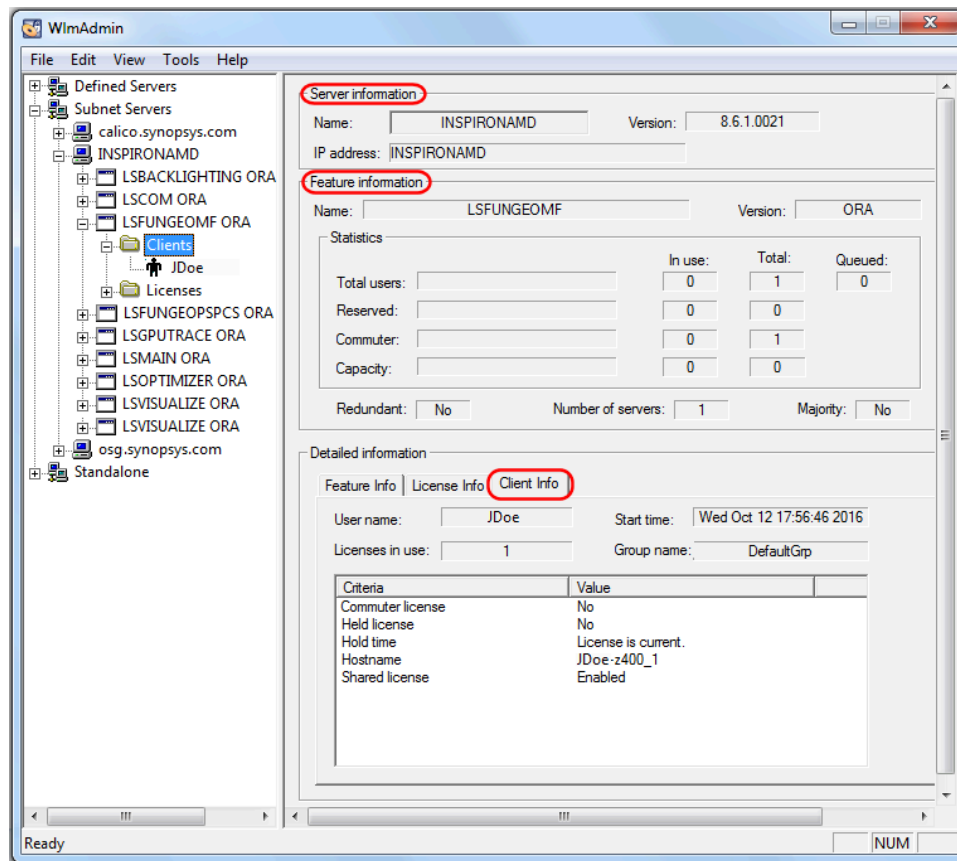 WlmAdmin
File Edit View Tools Help
Defined Servers
Subnet Servers
calico.synopsys.com
INSPIRONAMD
LSBACKLIGHTING ORA
LSCOM ORA
LSFUNGEOMF ORA
Clients
JDoe
Licenses
LSFUNGEOPSPCS ORA
LSGPUTRACE ORA
LSMAIN ORA
LSOPTIMIZER ORA
LSVISUALIZE ORA
LSVISUALIZE ORA
osg.synopsys.com
Standalone
Server information
Name: INSPIRONAMD Version: 8.6.1.0021
IP address: INSPIRONAMD
Feature information
Name: LSFUNGEOMF Version: ORA
Statistics
In use: Total: Queued:
Total users: 0 1 0
Reserved: 0 0
Commuter: 0 1
Capacity: 0 0
Redundant: No Number of servers: 1 Majority: No
Detailed information
Feature Info License Info Client Info
User name: JDoe Start time: Wed Oct 12 17:56:46 2016
Licenses in use: 1 Group name: DefaultGrp
Criteria Value
Commuter license No
Held license No
Hold time License is current.
Hostname JDoe-z400_1
Shared license Enabled
Ready NUM